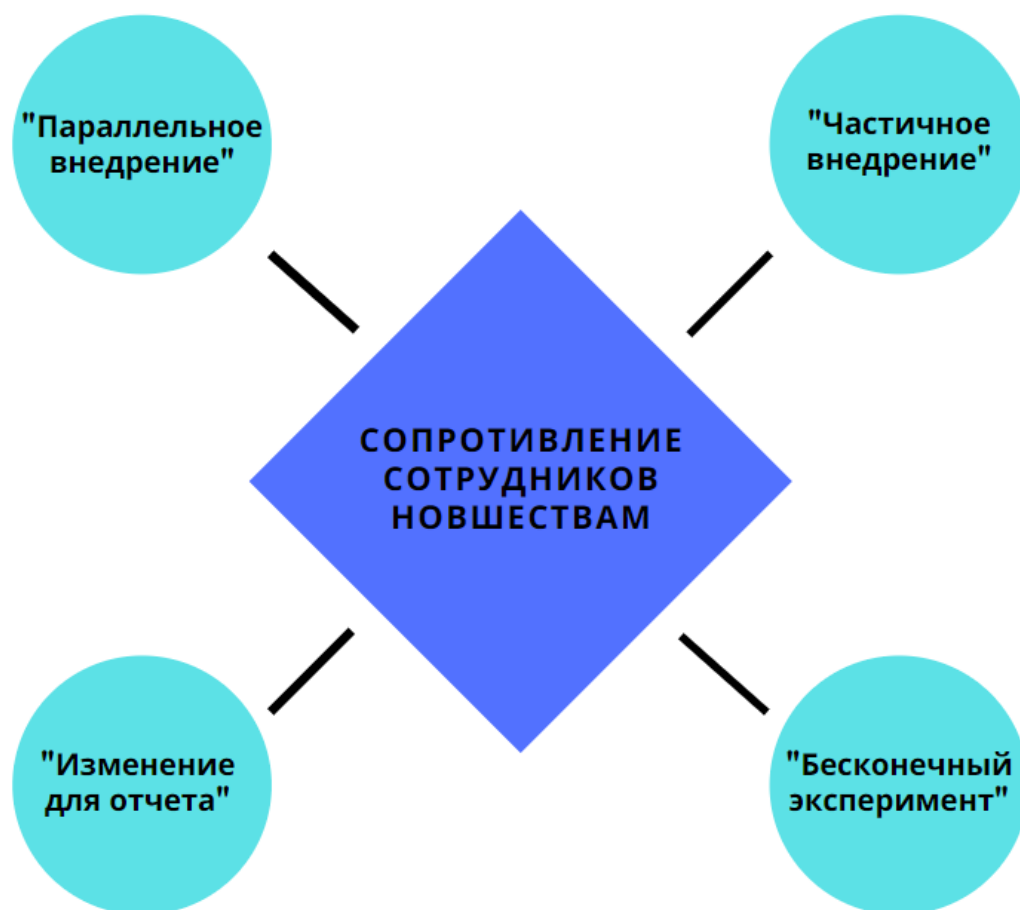 "Параллельное
внедрение"
"Частичное
внедрение"
СОПРОТИВЛЕНИЕ
СОТРУДНИКОВ
НОВШЕСТВАМ
"Изменение
для отчета"
"Бесконечный
эксперимент"